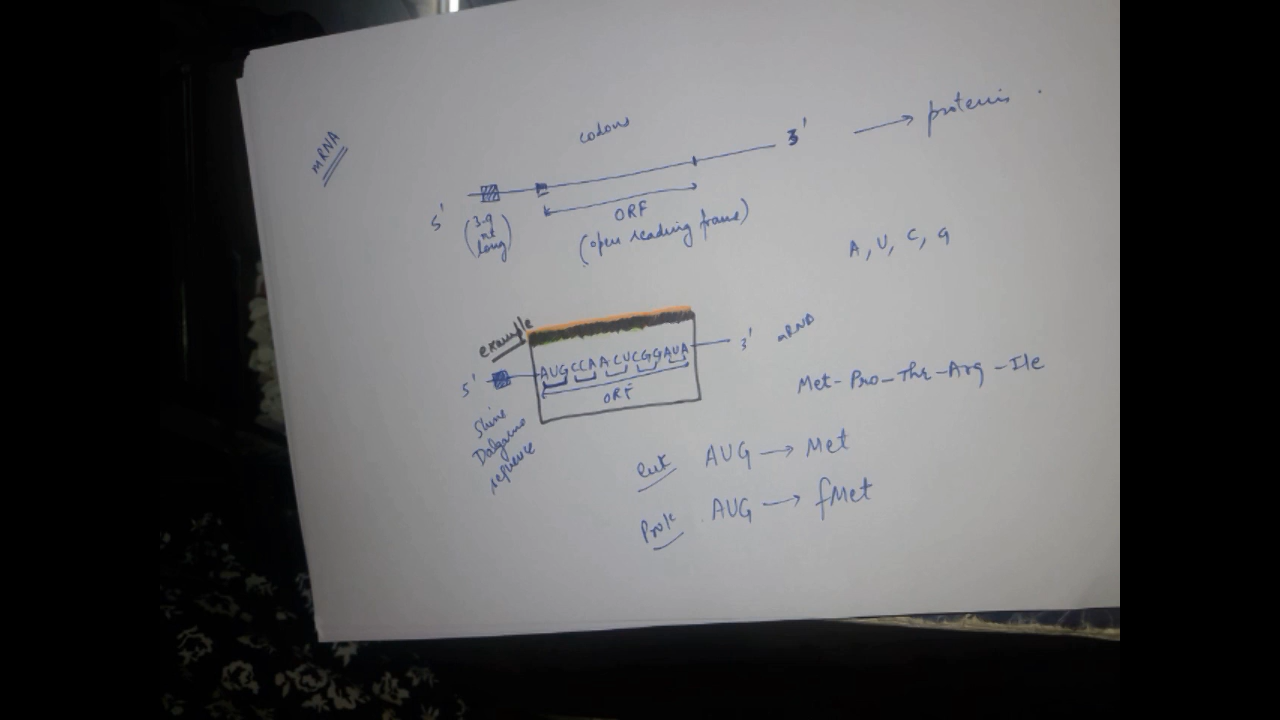 mRNA
codons
5' 3' → proteins
(3-9
nt
long)
ORF
(open reading frame)
A, U, C, G
example
5' AUGCCAACUCGGAUA 3' mRNA
ORF
Shine
Dalgarno
sequence
Met-Pro-Thr-Arg-Ile
euk AUG → Met
Prok AUG → fMet